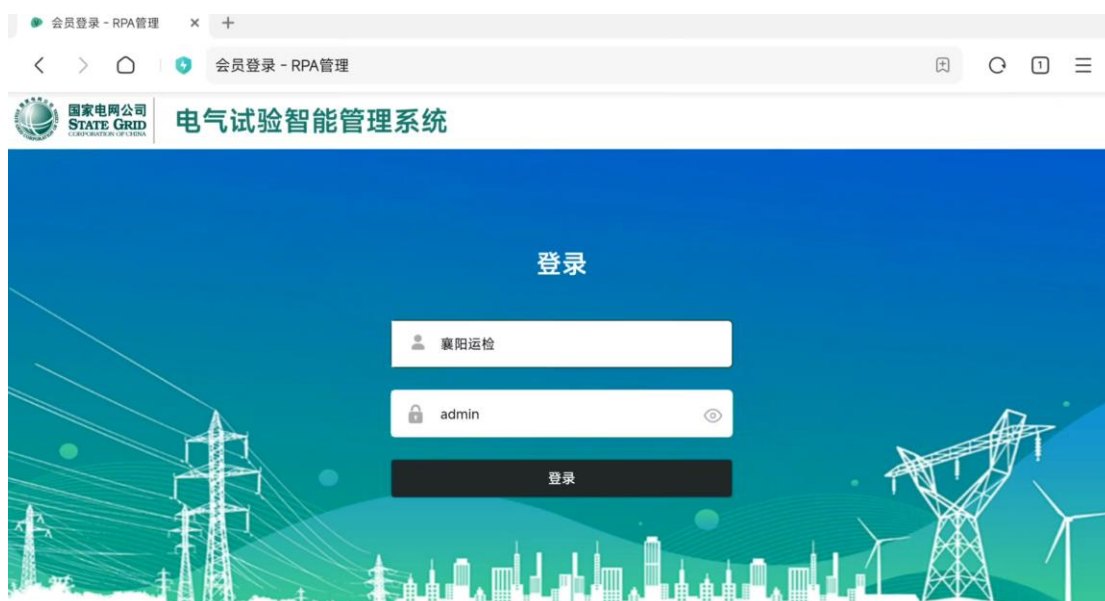 会员登录 - RPA管理
会员登录 - RPA管理
1
国家电网公司
STATE GRID
CORPORATION OF CHINA
电气试验智能管理系统
登录
襄阳运检
admin
登录